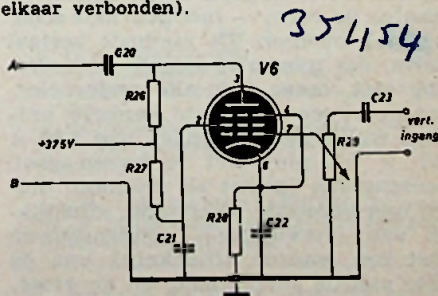 elkaar verbonden).
35454
A
C20
V6
3
R26
C23
2
4
7
R29
vert.
ingang
+375V
R27
6
B
C21
R28
C22